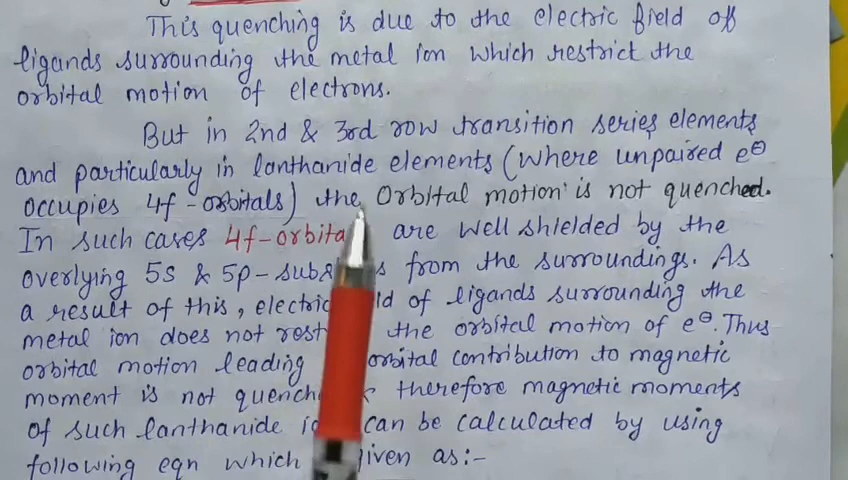 This quenching is due to the electric field of
ligands surrounding the metal ion which restrict the
orbital motion of electrons.
But in 2nd & 3rd row transition series elements
and particularly in lanthanide elements (where unpaired e⊖
occupies 4f-orbitals) the orbital motion is not quenched.
In such cases 4f-orbita are well shielded by the
overlying 5s & 5p-subs s from the surroundings. As
a result of this, electric ld of ligands surrounding the
metal ion does not rest the orbital motion of e⊖. Thus
orbital motion leading orbital contribution to magnetic
moment is not quench therefore magnetic moments
of such lanthanide io can be calculated by using
following eqn which given as:-